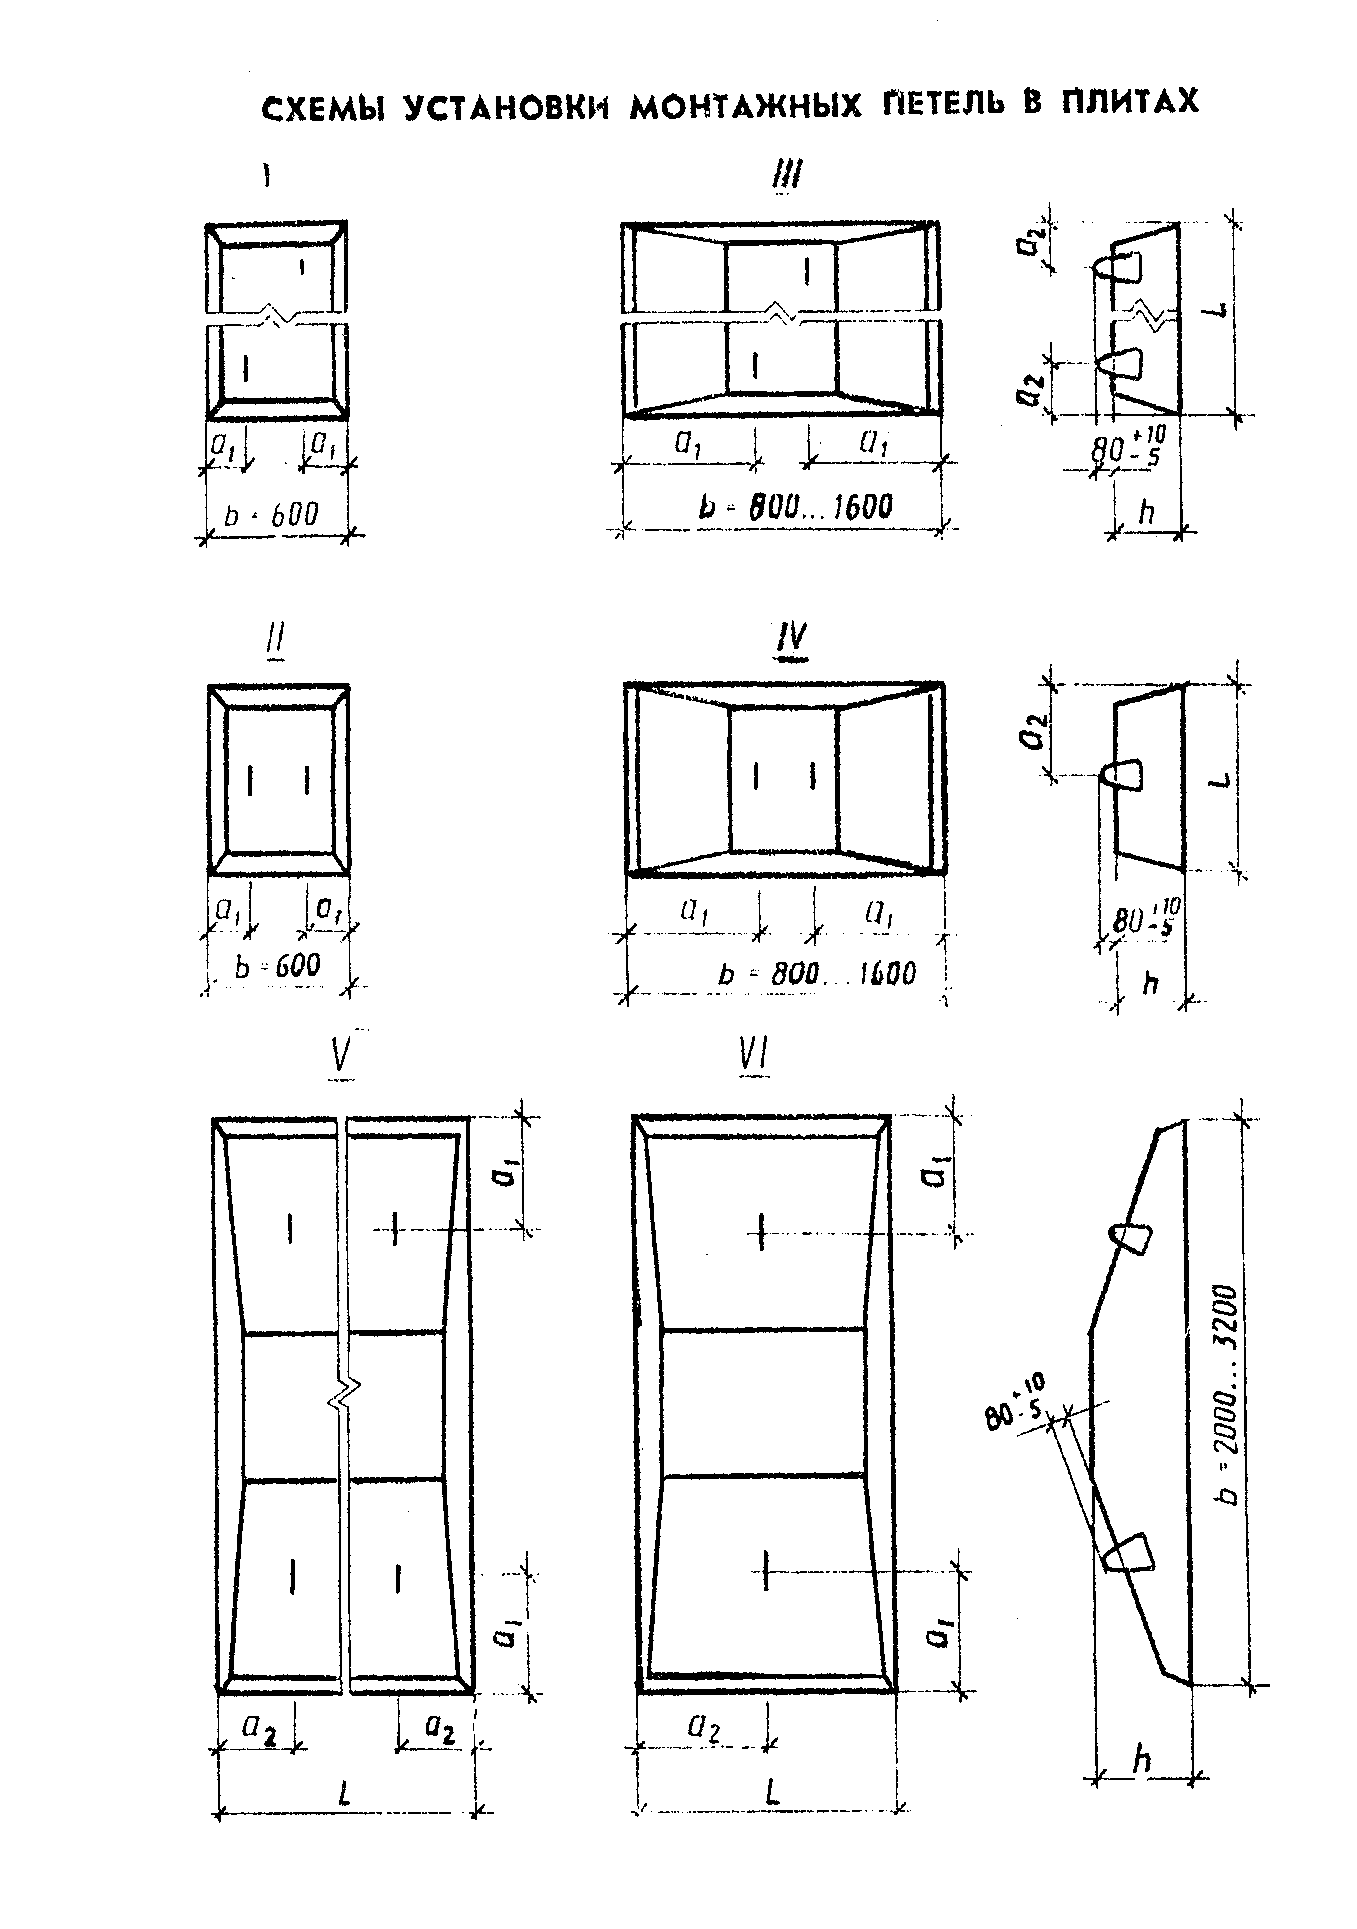 СХЕМЫ УСТАНОВКИ МОНТАЖНЫХ ПЕТЕЛЬ В ПЛИТАХ
I
III
a₂
L
a₂
a₁ a₁
a₁ a₁
80 +10 -5
b = 600
b = 800...1600
h
II
IV
a₂
L
a₁ a₁
a₁ a₁
80 +10 -5
b = 600
b = 800...1600
h
V
VI
a₁
a₁
80 +10 -5
b = 2000...3200
a₁
a₁
a₂ a₂
a₂
h
L
L